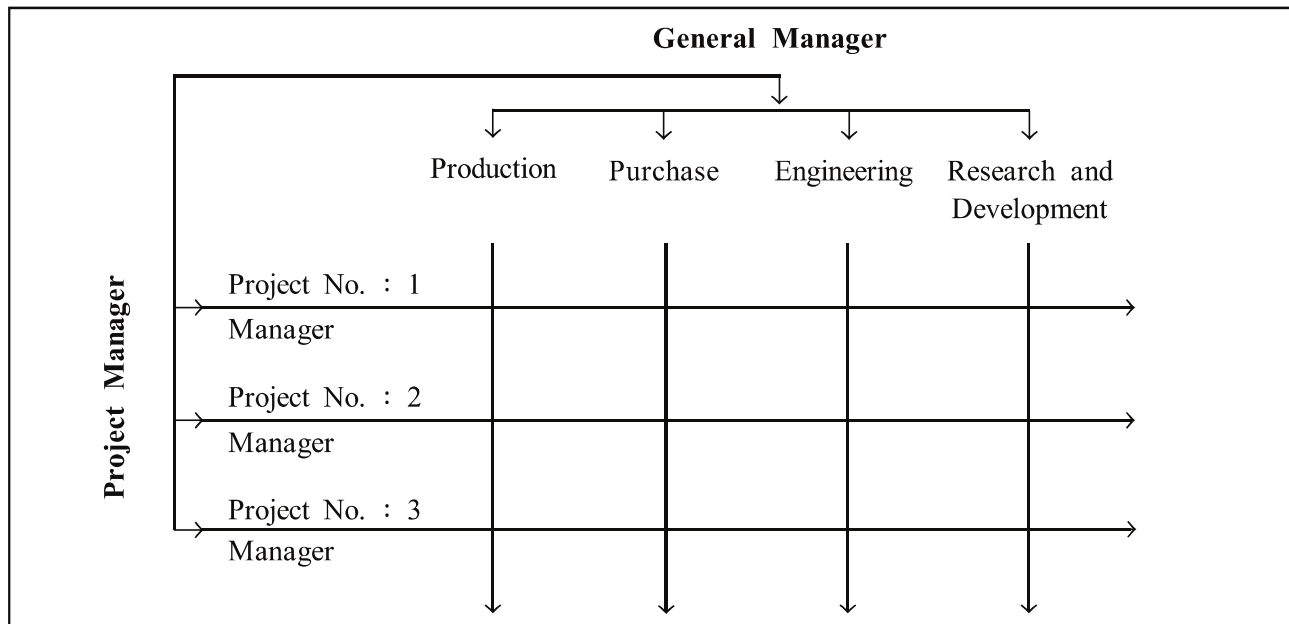 General Manager
Production
Purchase
Engineering
Research and
Development
Project Manager
Project No. : 1
Manager
Project No. : 2
Manager
Project No. : 3
Manager